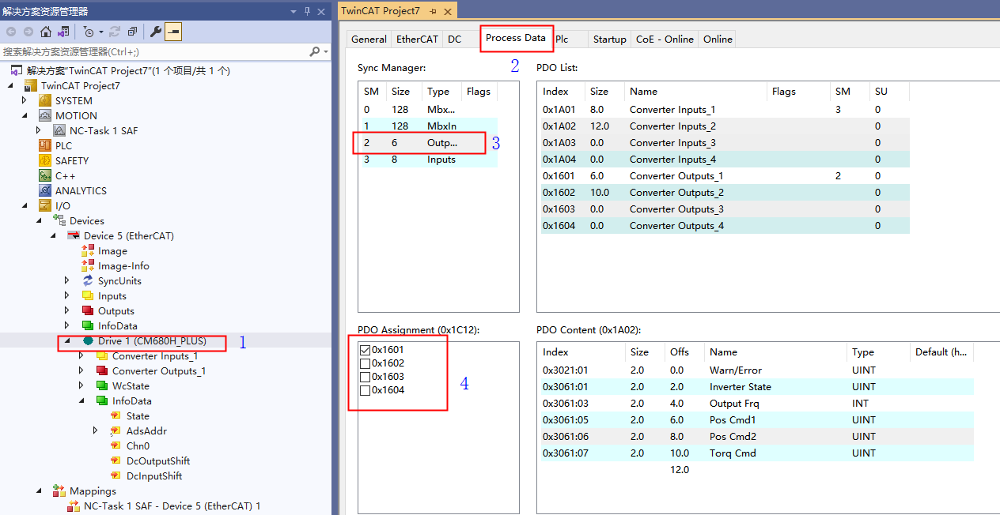 解决方案资源管理器
搜索解决方案资源管理器(Ctrl+;)
解决方案"TwinCAT Project7"(1 个项目/共 1 个)
TwinCAT Project7
SYSTEM
MOTION
NC-Task 1 SAF
PLC
SAFETY
C++
ANALYTICS
I/O
Devices
Device 5 (EtherCAT)
Image
Image-Info
SyncUnits
Inputs
Outputs
InfoData
Drive 1 (CM680H_PLUS) 1
Converter Inputs_1
Converter Outputs_1
WcState
InfoData
State
AdsAddr
Chn0
DcOutputShift
DcInputShift
Mappings
NC-Task 1 SAF - Device 5 (EtherCAT) 1
TwinCAT Project7
General EtherCAT DC Process Data Plc Startup CoE - Online Online
2
Sync Manager:
SM Size Type Flags
0 128 Mbx...
1 128 MbxIn
2 6 Outp... 3
3 8 Inputs
PDO List:
Index Size Name Flags SM SU
0x1A01 8.0 Converter Inputs_1 3 0
0x1A02 12.0 Converter Inputs_2 0
0x1A03 0.0 Converter Inputs_3 0
0x1A04 0.0 Converter Inputs_4 0
0x1601 6.0 Converter Outputs_1 2 0
0x1602 10.0 Converter Outputs_2 0
0x1603 0.0 Converter Outputs_3 0
0x1604 0.0 Converter Outputs_4 0
PDO Assignment (0x1C12):
0x1601
0x1602
0x1603
0x1604
4
PDO Content (0x1A02):
Index Size Offs Name Type Default (h...
0x3021:01 2.0 0.0 Warn/Error UINT
0x3061:01 2.0 2.0 Inverter State UINT
0x3061:03 2.0 4.0 Output Frq INT
0x3061:05 2.0 6.0 Pos Cmd1 UINT
0x3061:06 2.0 8.0 Pos Cmd2 UINT
0x3061:07 2.0 10.0 Torq Cmd UINT
12.0